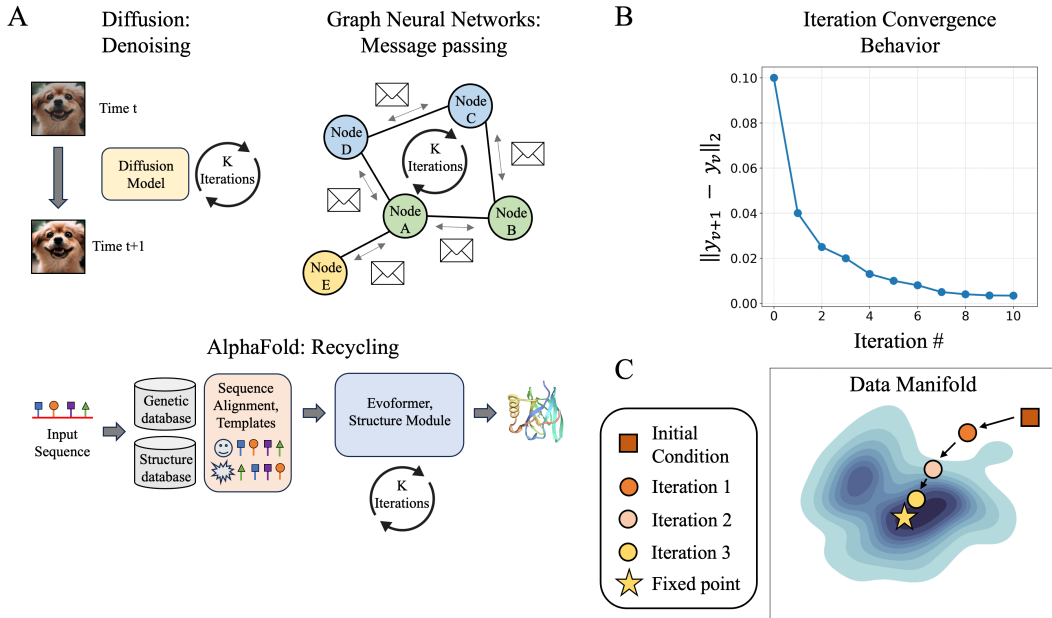 A
Diffusion:
Denoising
Time t
Diffusion
Model
K
Iterations
Time t+1
Graph Neural Networks:
Message passing
Node
C
Node
D
K
Iterations
Node
A
Node
B
Node
E
AlphaFold: Recycling
Input
Sequence
Genetic
database
Structure
database
Sequence
Alignment,
Templates
Evoformer,
Structure Module
K
Iterations
B
Iteration Convergence
Behavior
||y_{v+1} − y_v||_2
0.10
0.08
0.06
0.04
0.02
0.00
0 2 4 6 8 10
Iteration #
C
Initial
Condition
Iteration 1
Iteration 2
Iteration 3
Fixed point
Data Manifold